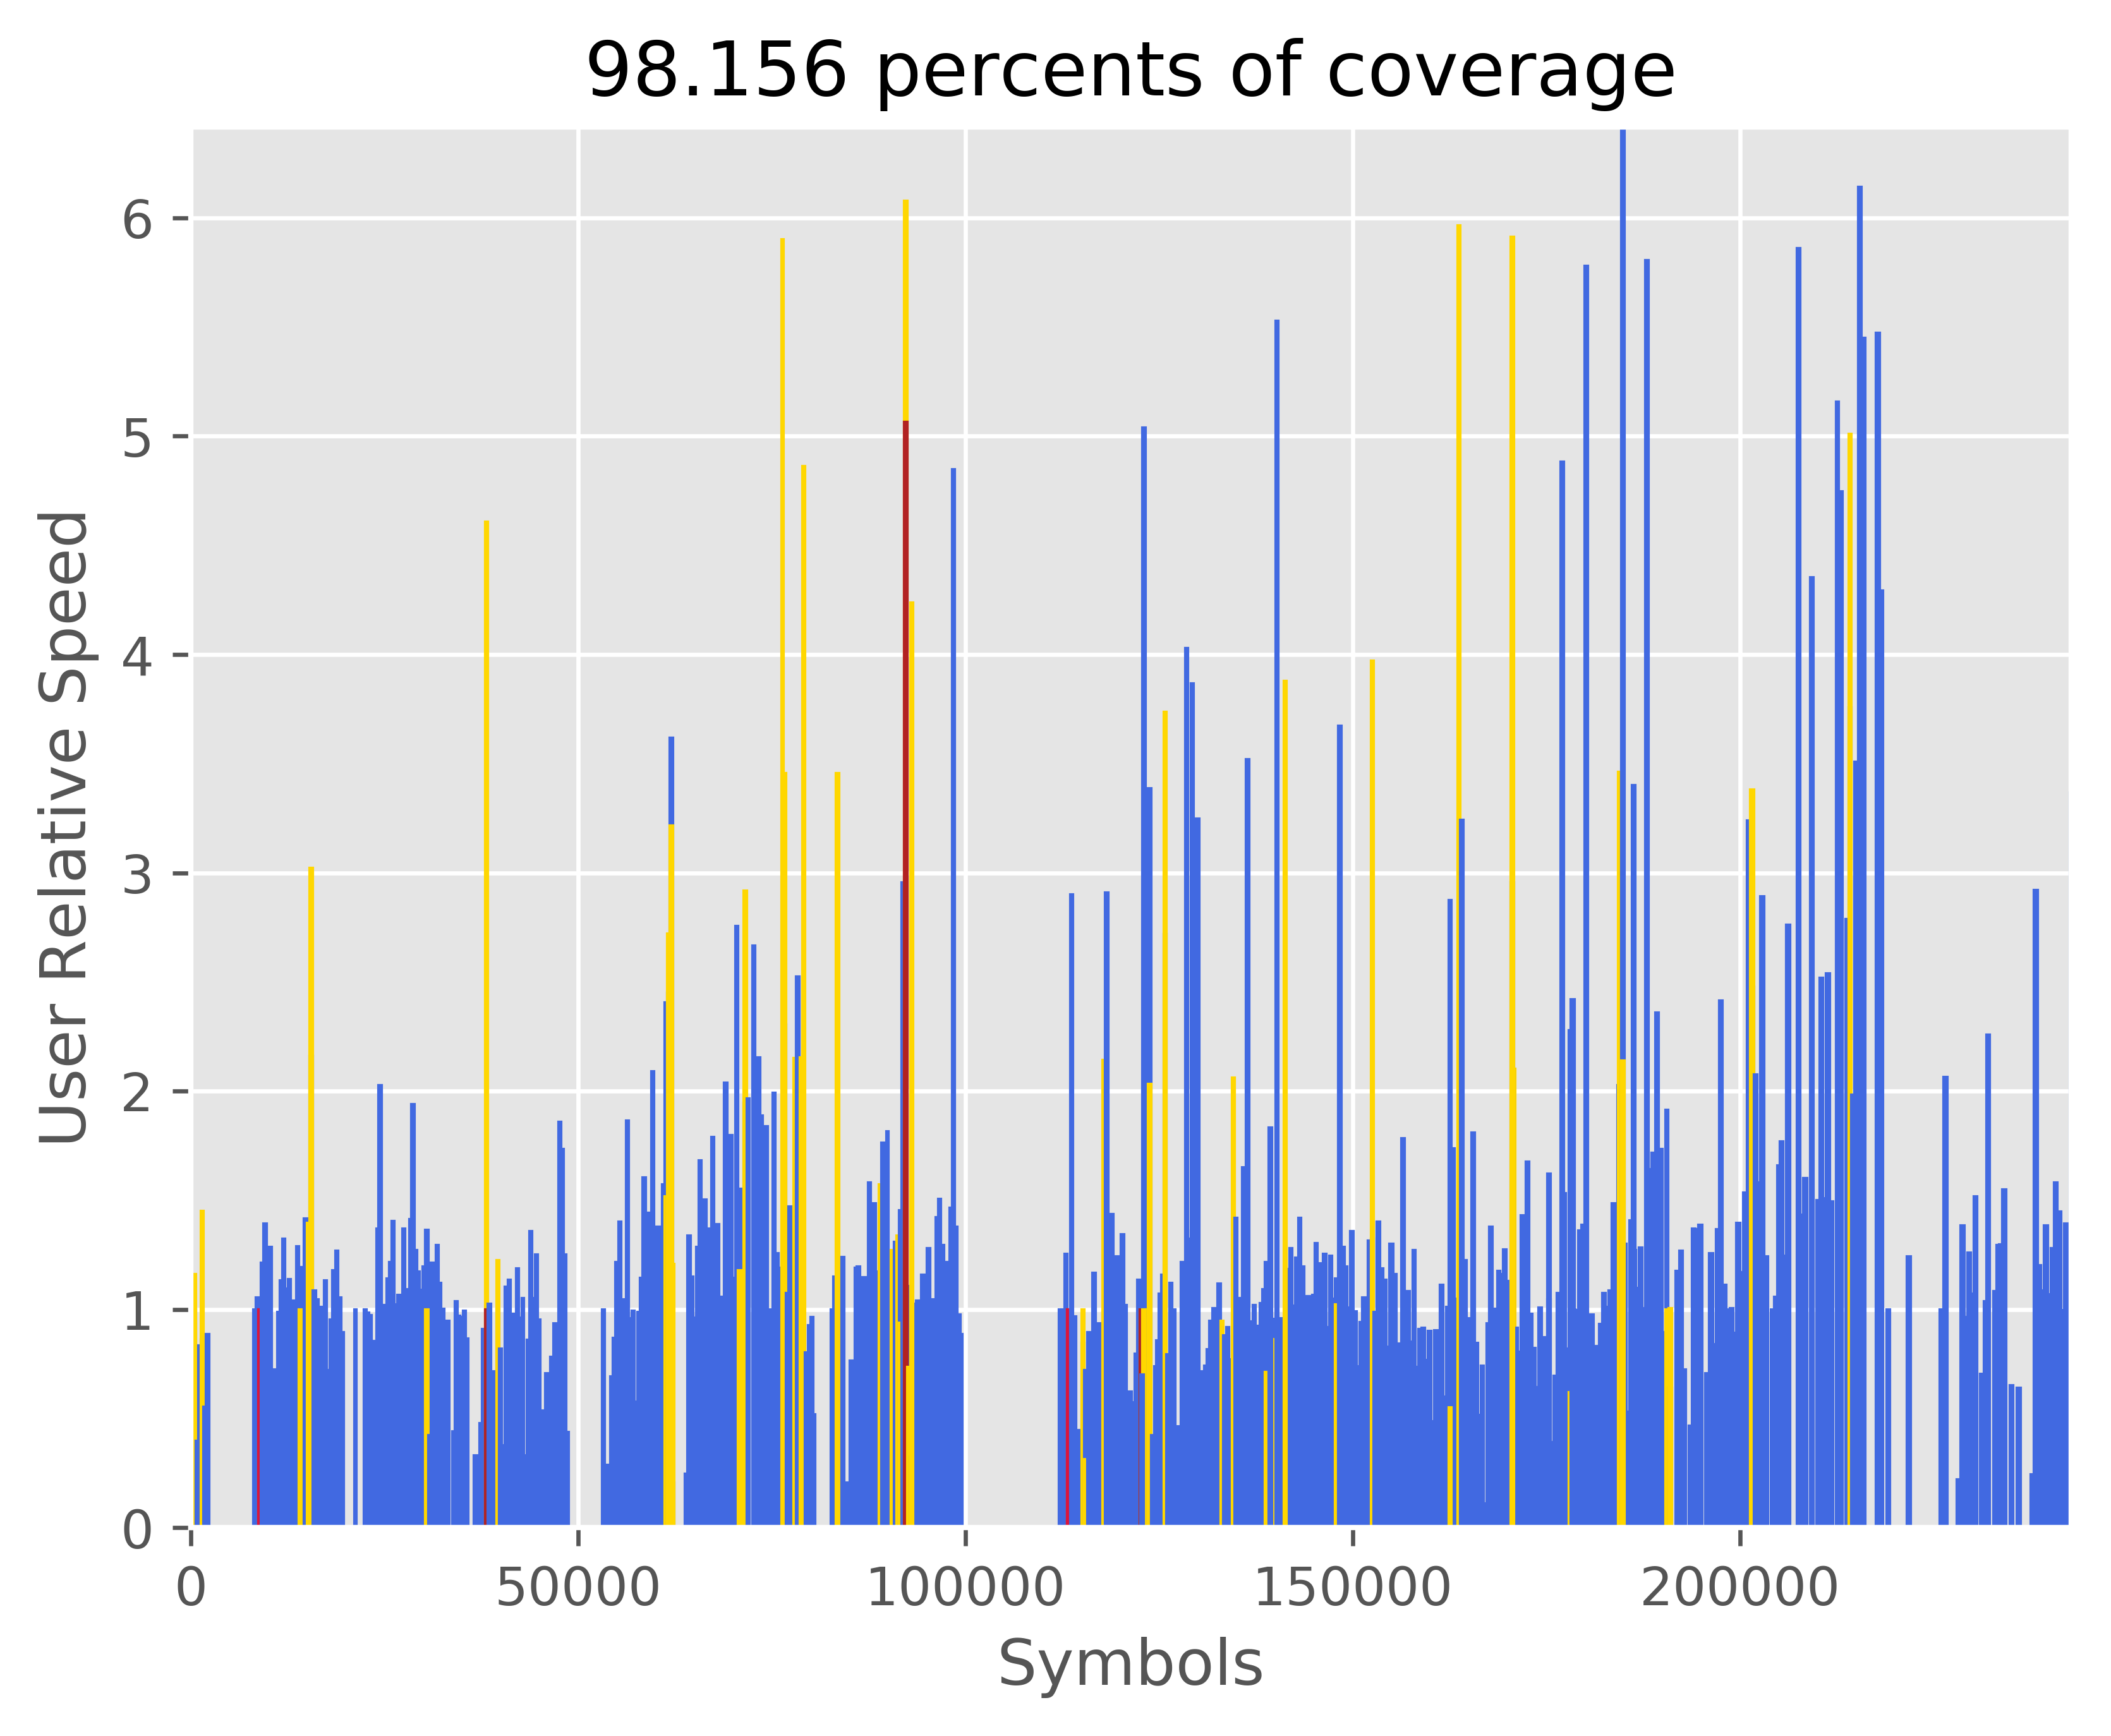 98.156 percents of coverage
User Relative Speed
6
5
4
3
2
1
0
0 50000 100000 150000 200000
Symbols